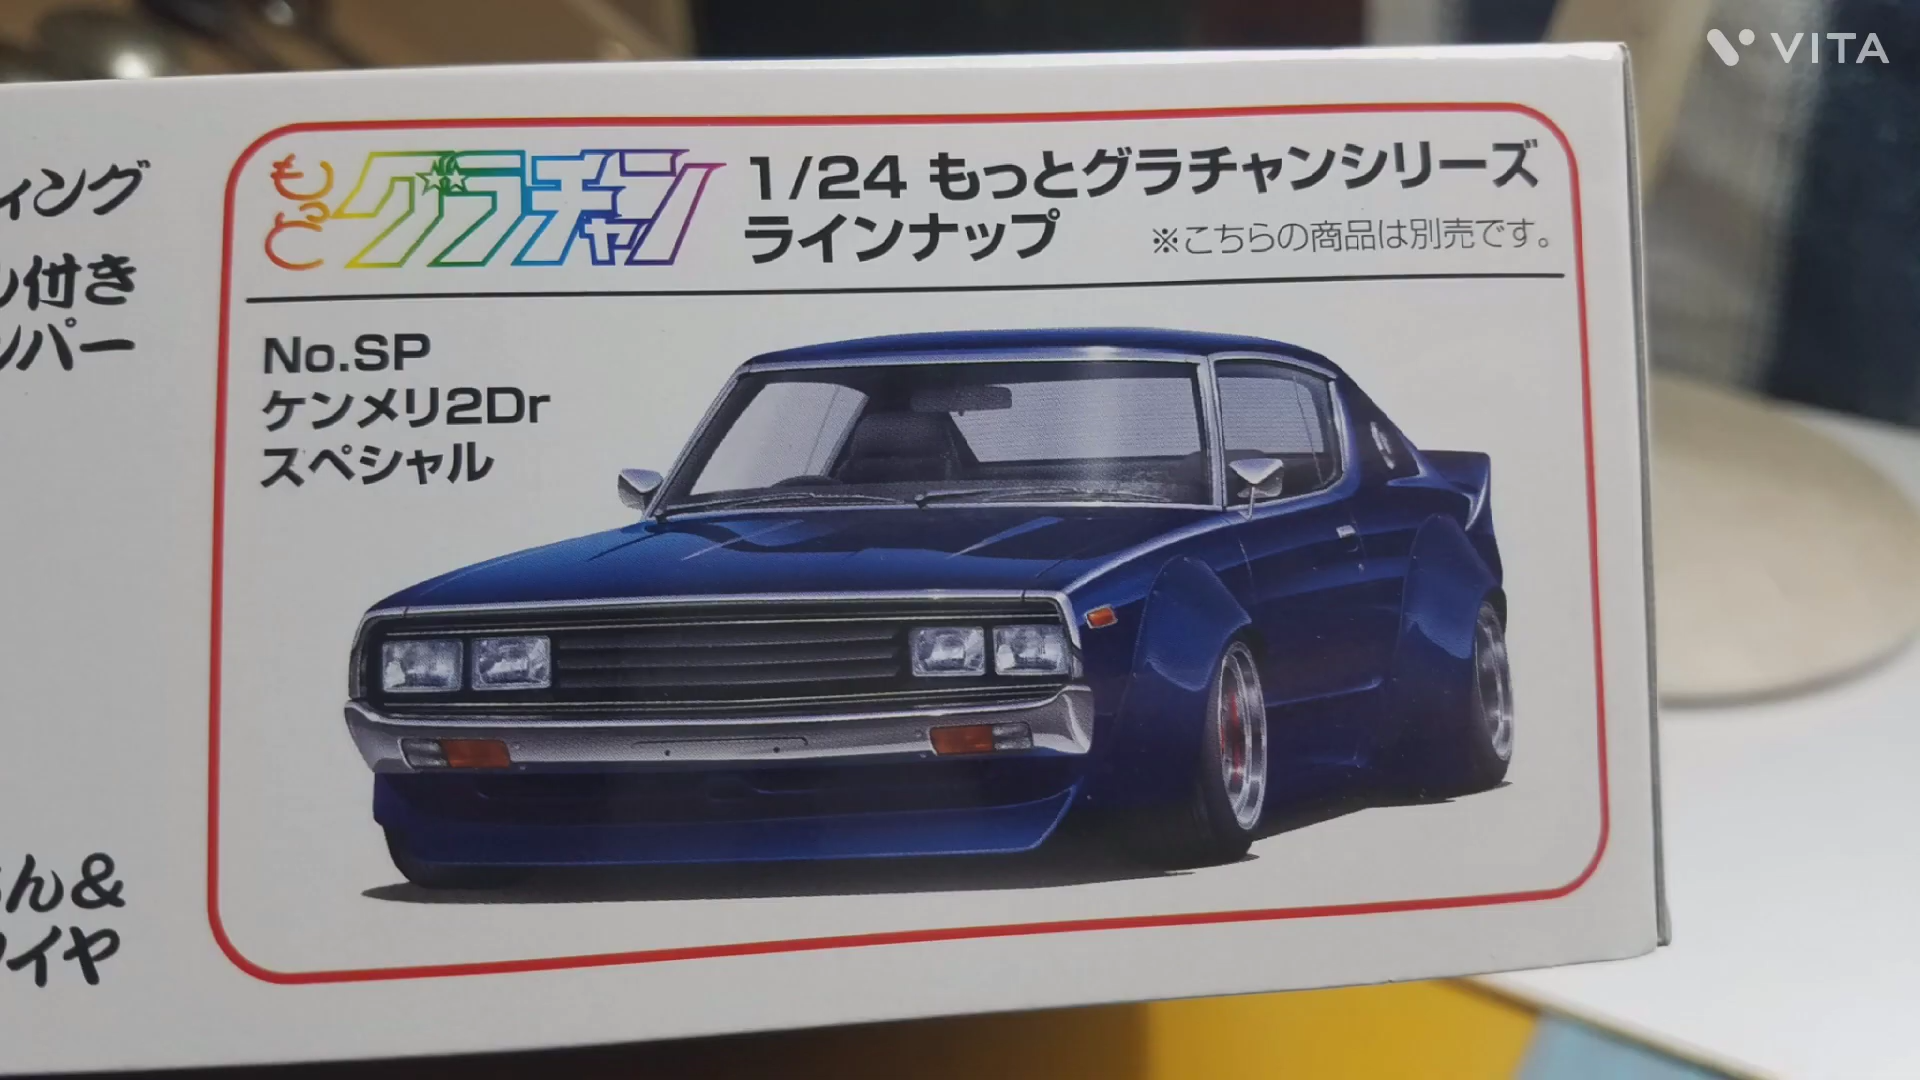 VITA
もっとグラチャン
1/24 もっとグラチャンシリーズ
ラインナップ
※こちらの商品は別売です。
No.SP
ケンメリ2Dr
スペシャル
ィング
付き
パー
ん&
イヤ